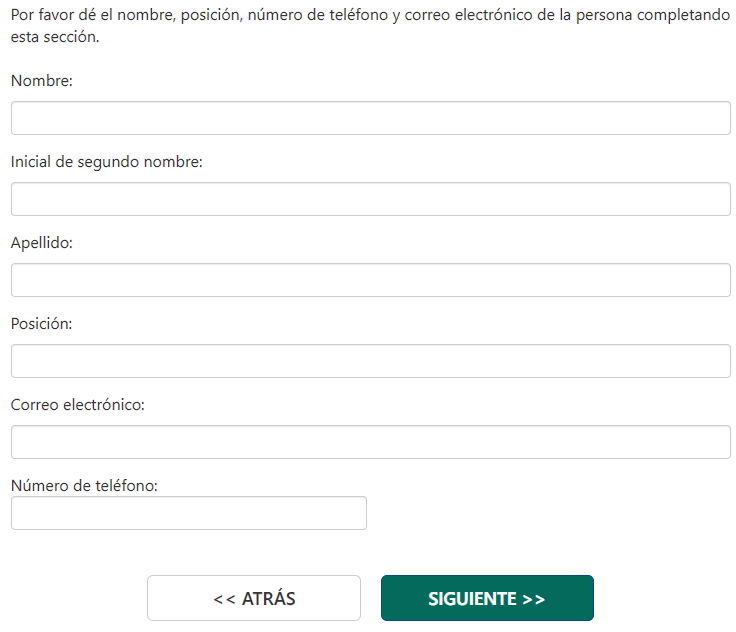 Por favor dé el nombre, posición, número de teléfono y correo electrónico de la persona completando
esta sección.
Nombre:
Inicial de segundo nombre:
Apellido:
Posición:
Correo electrónico:
Número de teléfono:
<< ATRÁS
SIGUIENTE >>